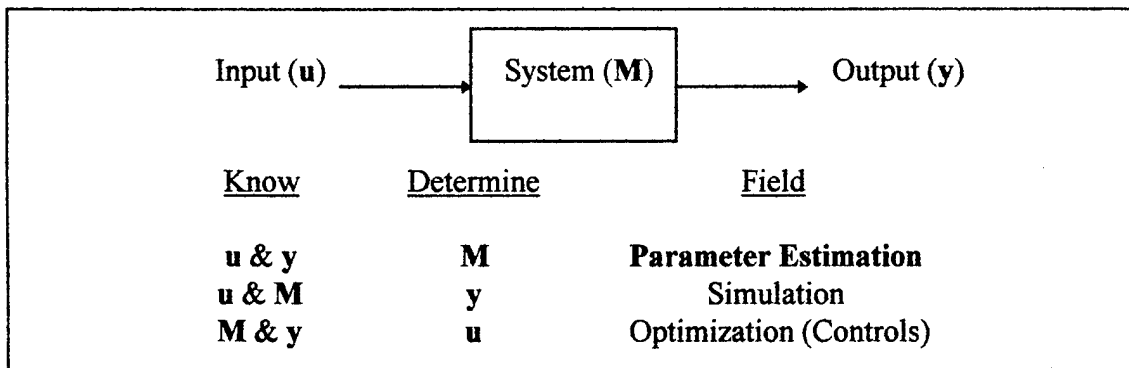 Input (u) System (M) Output (y)
Know Determine Field
u & y M Parameter Estimation
u & M y Simulation
M & y u Optimization (Controls)